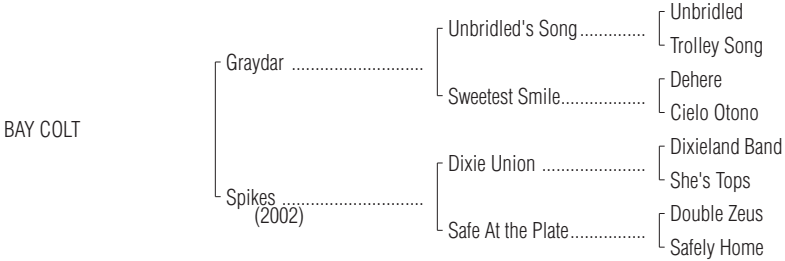 Unbridled
Unbridled's Song..............
Trolley Song
Graydar ............................
Dehere
Sweetest Smile..................
Cielo Otono
BAY COLT
Dixieland Band
Dixie Union ......................
She's Tops
Spikes ..............................
(2002)
Double Zeus
Safe At the Plate................
Safely Home